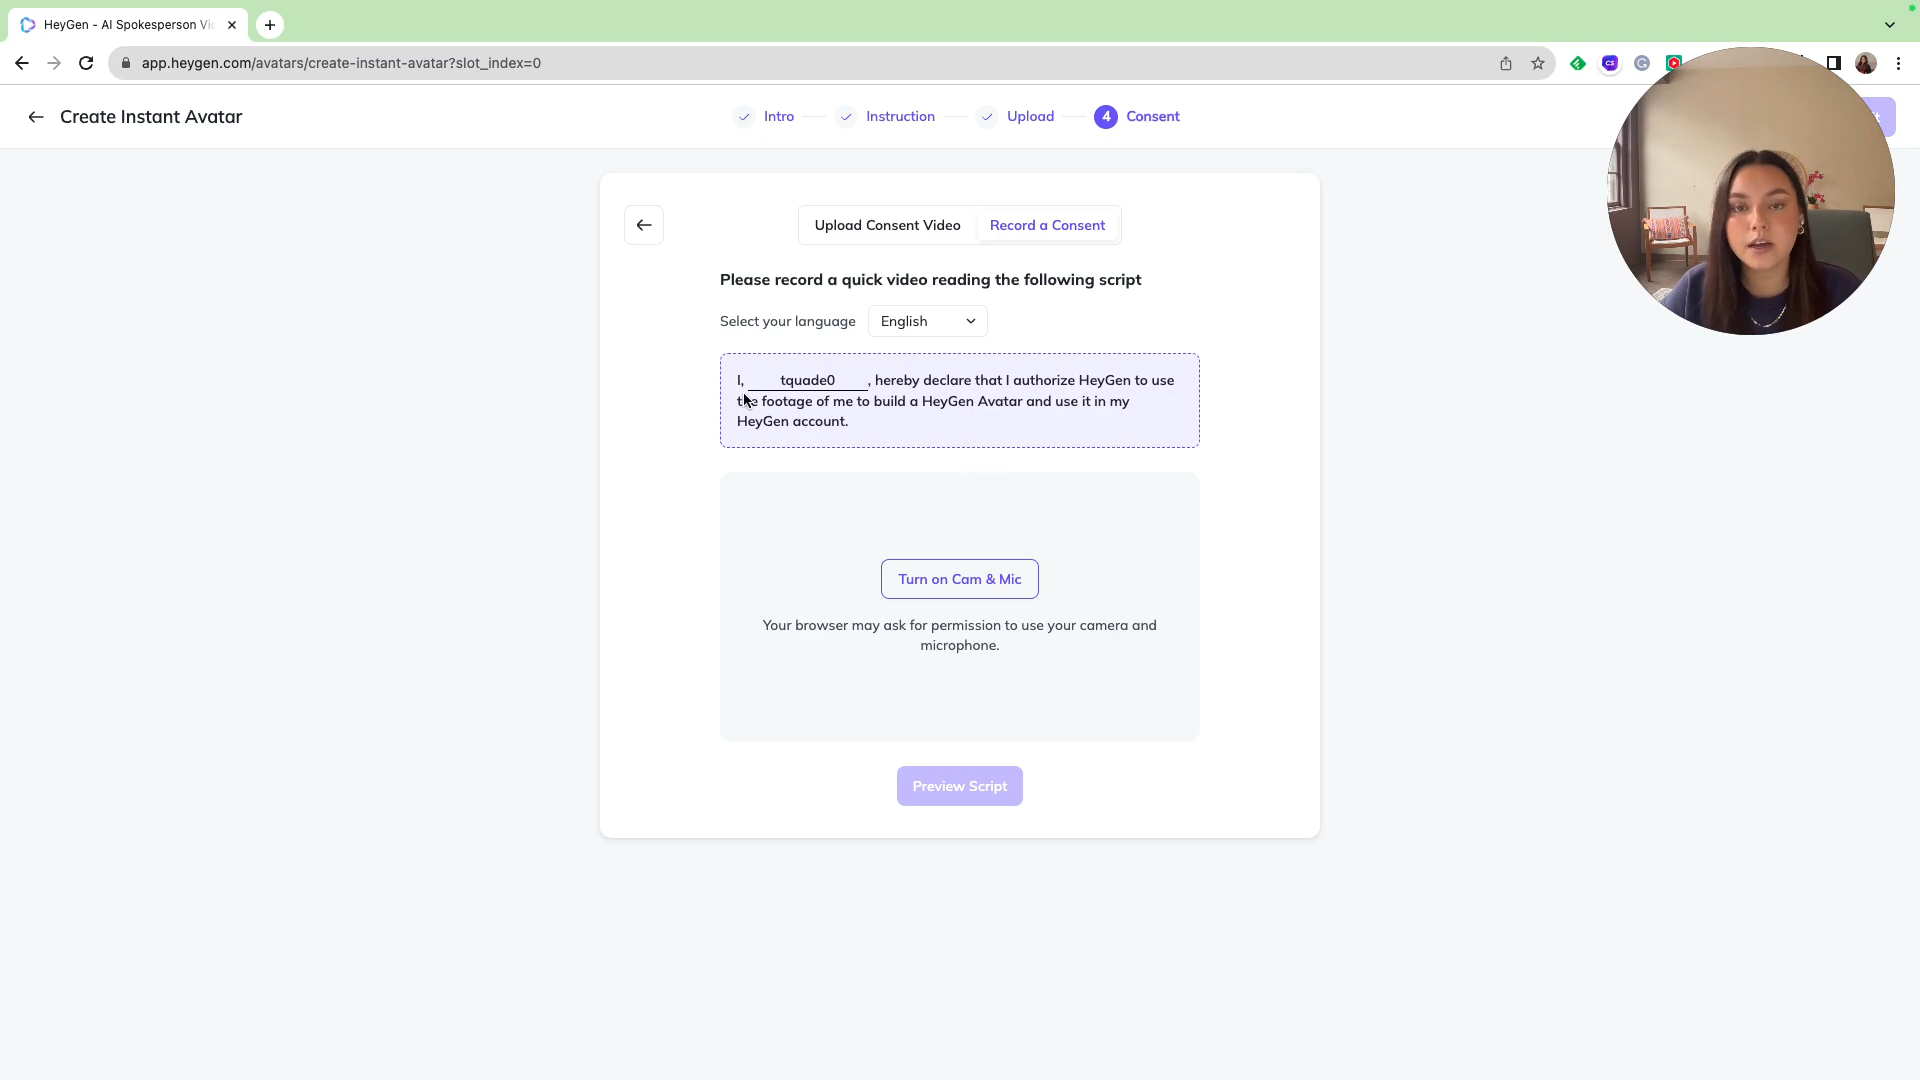 HeyGen - AI Spokesperson Vi
app.heygen.com/avatars/create-instant-avatar?slot_index=0
Create Instant Avatar
Intro
Instruction
Upload
4 Consent
Upload Consent Video
Record a Consent
Please record a quick video reading the following script
Select your language
English
I, tquade0, hereby declare that I authorize HeyGen to use
the footage of me to build a HeyGen Avatar and use it in my
HeyGen account.
Turn on Cam & Mic
Your browser may ask for permission to use your camera and
microphone.
Preview Script